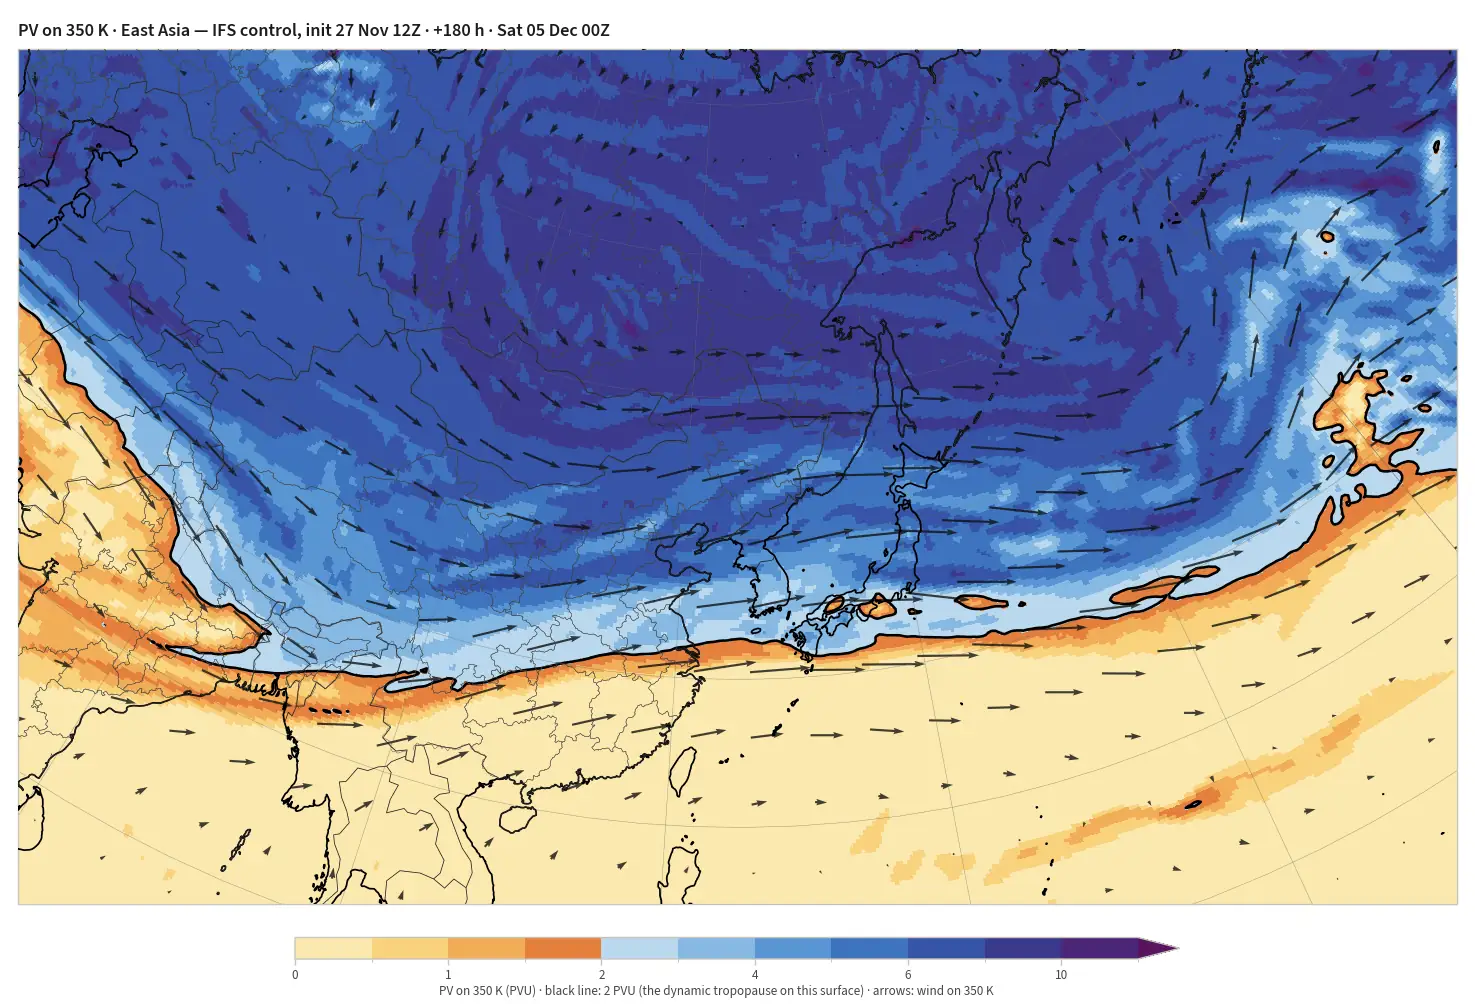 PV on 350 K · East Asia — IFS control, init 27 Nov 12Z · +180 h · Sat 05 Dec 00Z
0 1 2 4 6 10
PV on 350 K (PVU) · black line: 2 PVU (the dynamic tropopause on this surface) · arrows: wind on 350 K